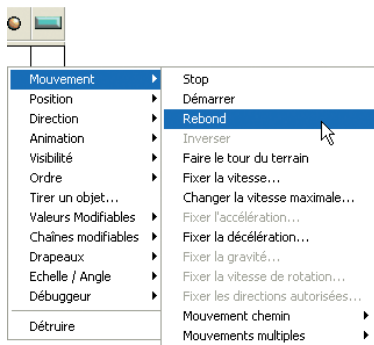 Mouvement
Position
Direction
Animation
Visibilité
Ordre
Tirer un objet...
Valeurs Modifiables
Chaînes modifiables
Drapeaux
Echelle / Angle
Débuggeur
Détruire
Stop
Démarrer
Rebond
Inverser
Faire le tour du terrain
Fixer la vitesse...
Changer la vitesse maximale...
Fixer l'accélération...
Fixer la décélération...
Fixer la gravité...
Fixer la vitesse de rotation...
Fixer les directions autorisées...
Mouvement chemin
Mouvements multiples